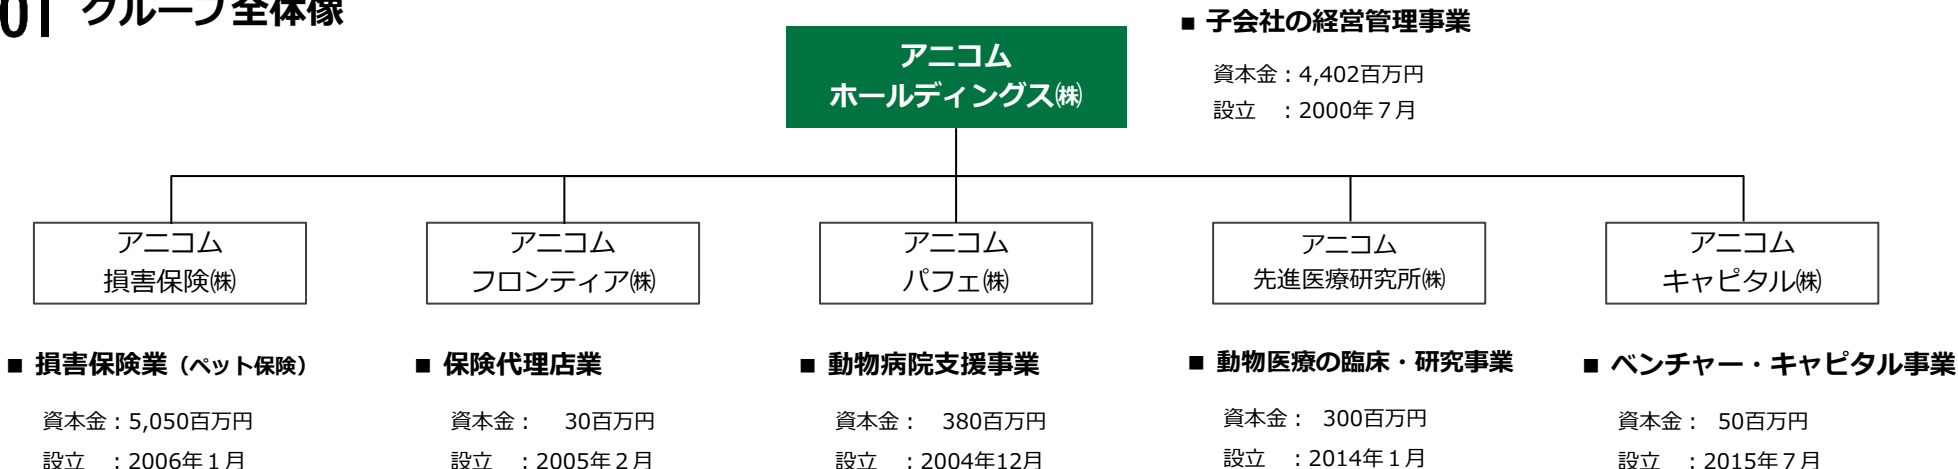 01 グループ全体像
アニコム
ホールディングス㈱
■ 子会社の経営管理事業
資本金：4,402百万円
設立　：2000年７月
アニコム
損害保険㈱
アニコム
フロンティア㈱
アニコム
パフェ㈱
アニコム
先進医療研究所㈱
アニコム
キャピタル㈱
■ 損害保険業（ペット保険）
資本金：5,050百万円
設立　：2006年１月
■ 保険代理店業
資本金：　30百万円
設立　：2005年２月
■ 動物病院支援事業
資本金：　380百万円
設立　：2004年12月
■ 動物医療の臨床・研究事業
資本金：　300百万円
設立　：2014年１月
■ ベンチャー・キャピタル事業
資本金：　50百万円
設立　：2015年７月